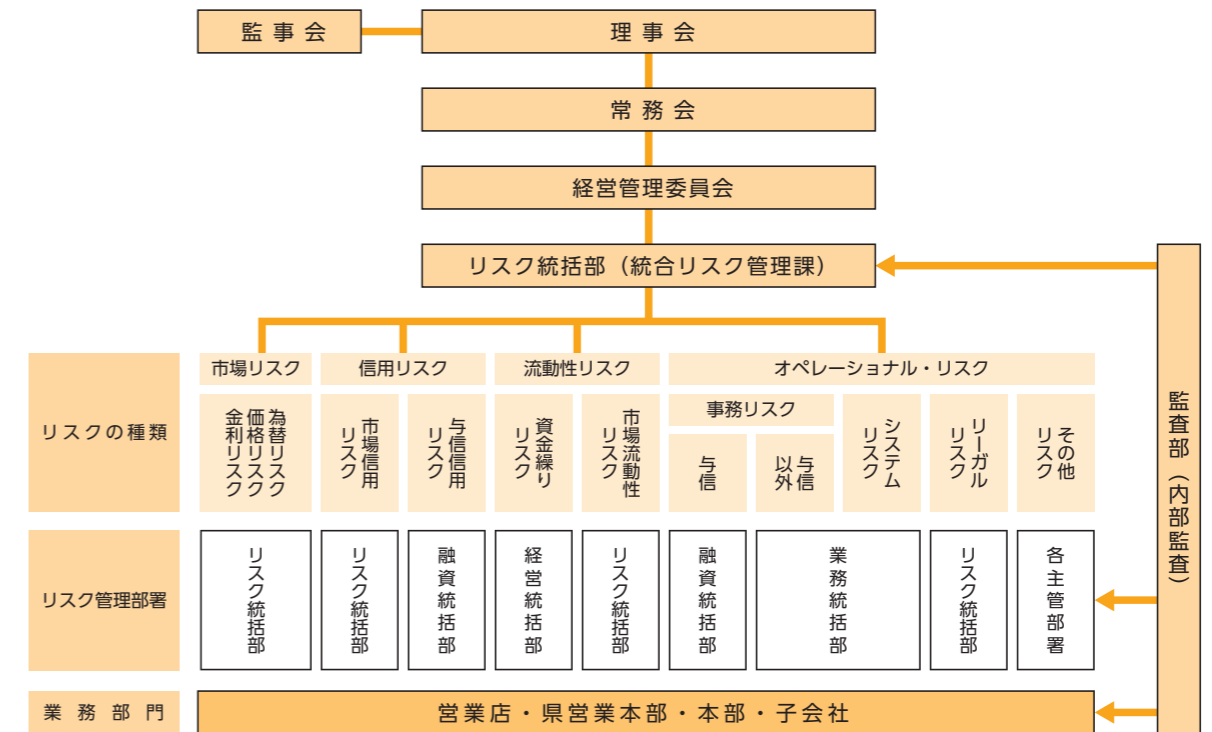 監事会
理事会
常務会
経営管理委員会
リスク統括部（統合リスク管理課）
監査部（内部監査）
リスクの種類
市場リスク
信用リスク
流動性リスク
オペレーショナル・リスク
為替リスク
価格リスク
金利リスク
市場信用
リスク
与信信用
リスク
資金繰り
リスク
市場流動性
リスク
事務リスク
与信
与信
以外
システム
リスク
リーガル
リスク
その他
リスク
リスク管理部署
リスク統括部
リスク統括部
融資統括部
経営統括部
リスク統括部
融資統括部
業務統括部
リスク統括部
各主管部署
業務部門
営業店・県営業本部・本部・子会社